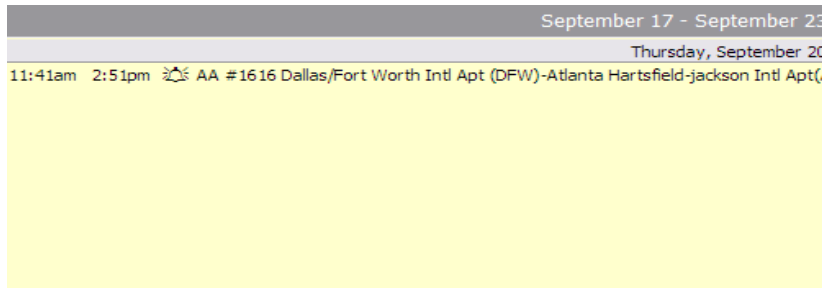 September 17 - September 23
Thursday, September 20
11:41am 2:51pm AA #1616 Dallas/Fort Worth Intl Apt (DFW)-Atlanta Hartsfield-jackson Intl Apt(